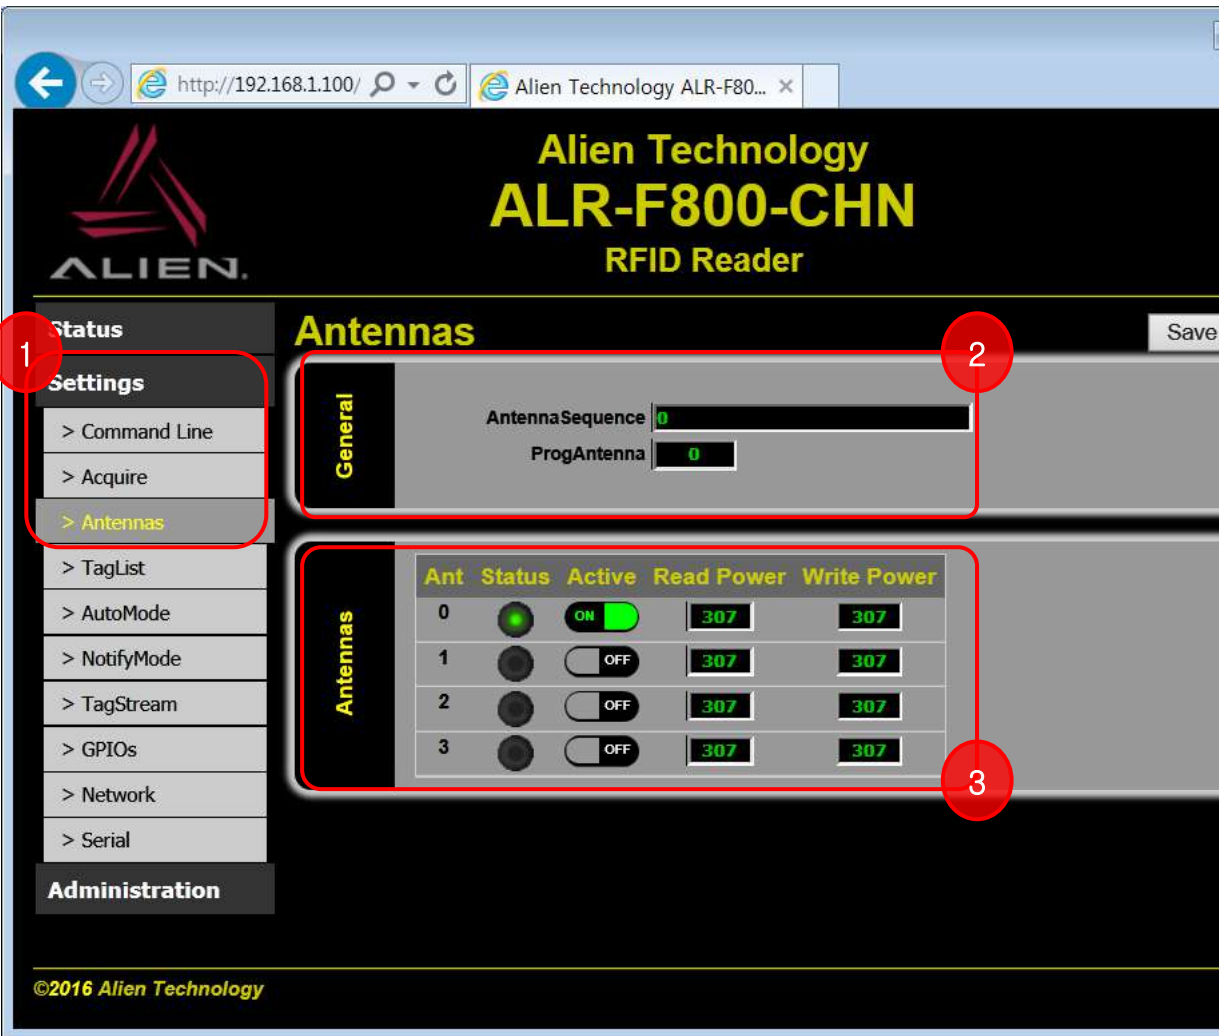 http://192.168.1.100/
Alien Technology ALR-F80...
ALIEN.
Alien Technology
ALR-F800-CHN
RFID Reader
Status
1
Settings
> Command Line
> Acquire
> Antennas
> TagList
> AutoMode
> NotifyMode
> TagStream
> GPIOs
> Network
> Serial
Administration
Antennas
Save
2
General
AntennaSequence 0
ProgAntenna 0
Antennas
Ant Status Active Read Power Write Power
0 ON 307 307
1 OFF 307 307
2 OFF 307 307
3 OFF 307 307
3
©2016 Alien Technology